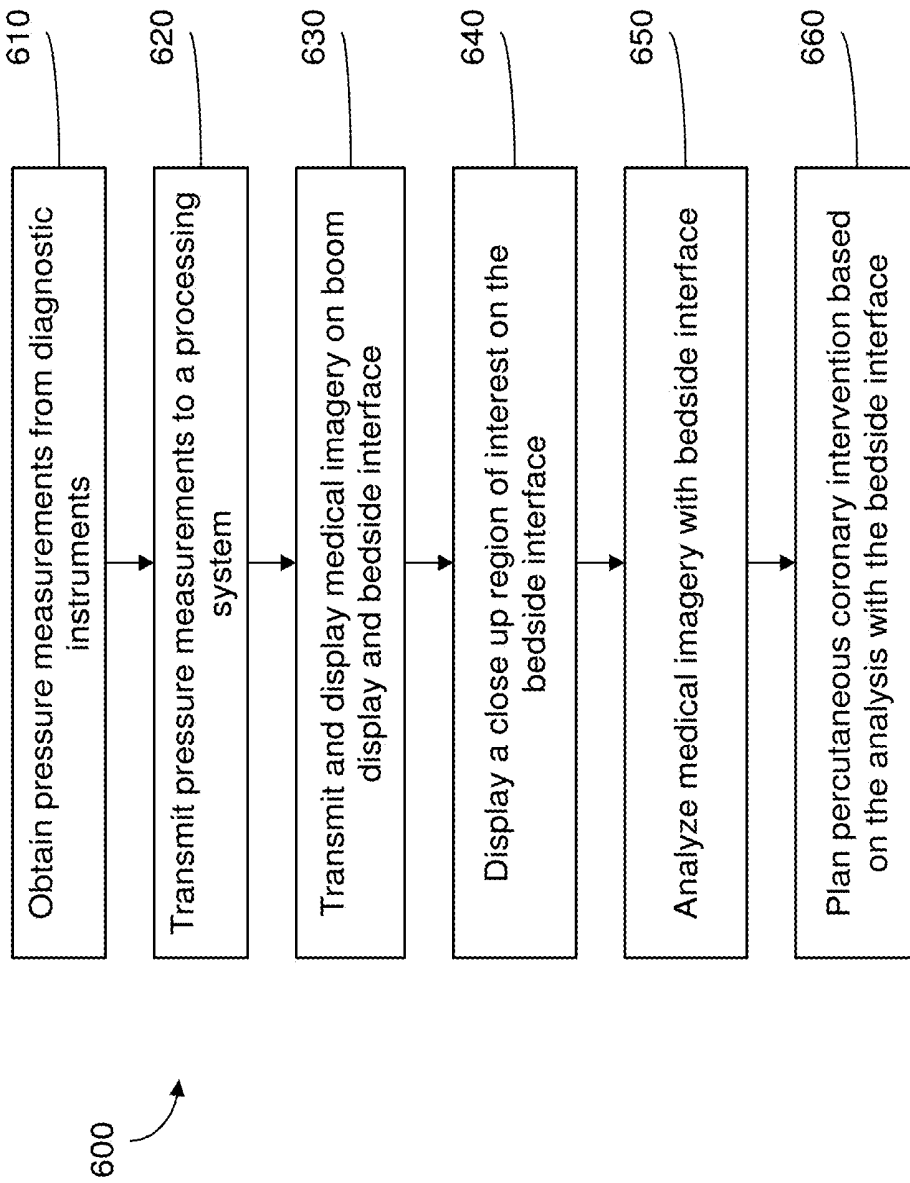 600
Obtain pressure measurements from diagnostic
instruments
610
Transmit pressure measurements to a processing
system
620
Transmit and display medical imagery on boom
display and bedside interface
630
Display a close up region of interest on the
bedside interface
640
Analyze medical imagery with bedside interface
650
Plan percutaneous coronary intervention based
on the analysis with the bedside interface
660